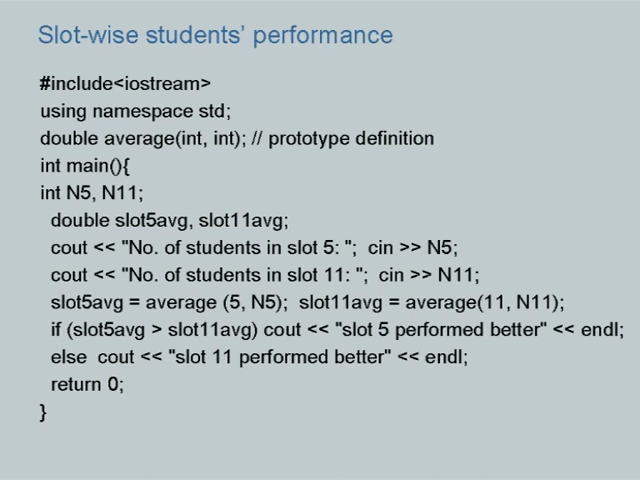 Slot-wise students’ performance
#include<iostream>
using namespace std;
double average(int, int); // prototype definition
int main(){
int N5, N11;
double slot5avg, slot11avg;
cout << "No. of students in slot 5: "; cin >> N5;
cout << "No. of students in slot 11: "; cin >> N11;
slot5avg = average (5, N5); slot11avg = average(11, N11);
if (slot5avg > slot11avg) cout << "slot 5 performed better" << endl;
else cout << "slot 11 performed better" << endl;
return 0;
}